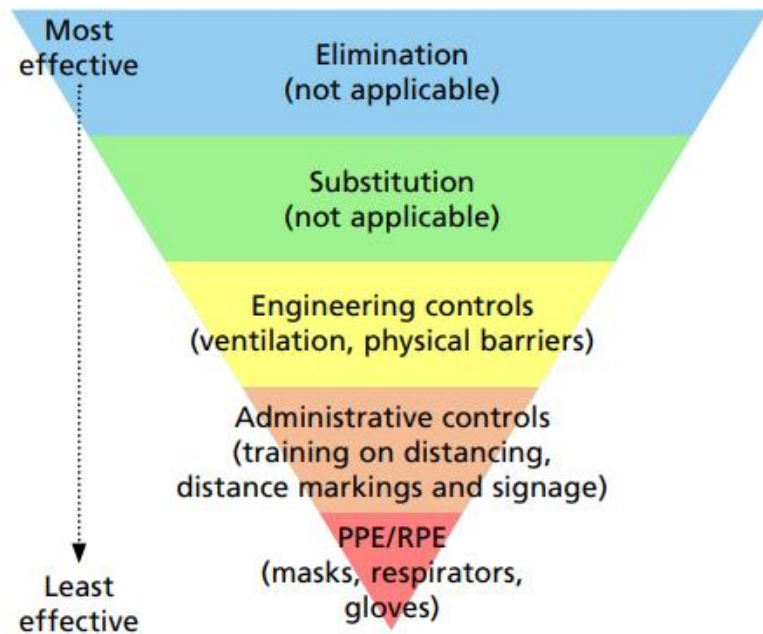 Most
effective
Elimination
(not applicable)
Substitution
(not applicable)
Engineering controls
(ventilation, physical barriers)
Administrative controls
(training on distancing,
distance markings and signage)
PPE/RPE
(masks, respirators,
gloves)
Least
effective